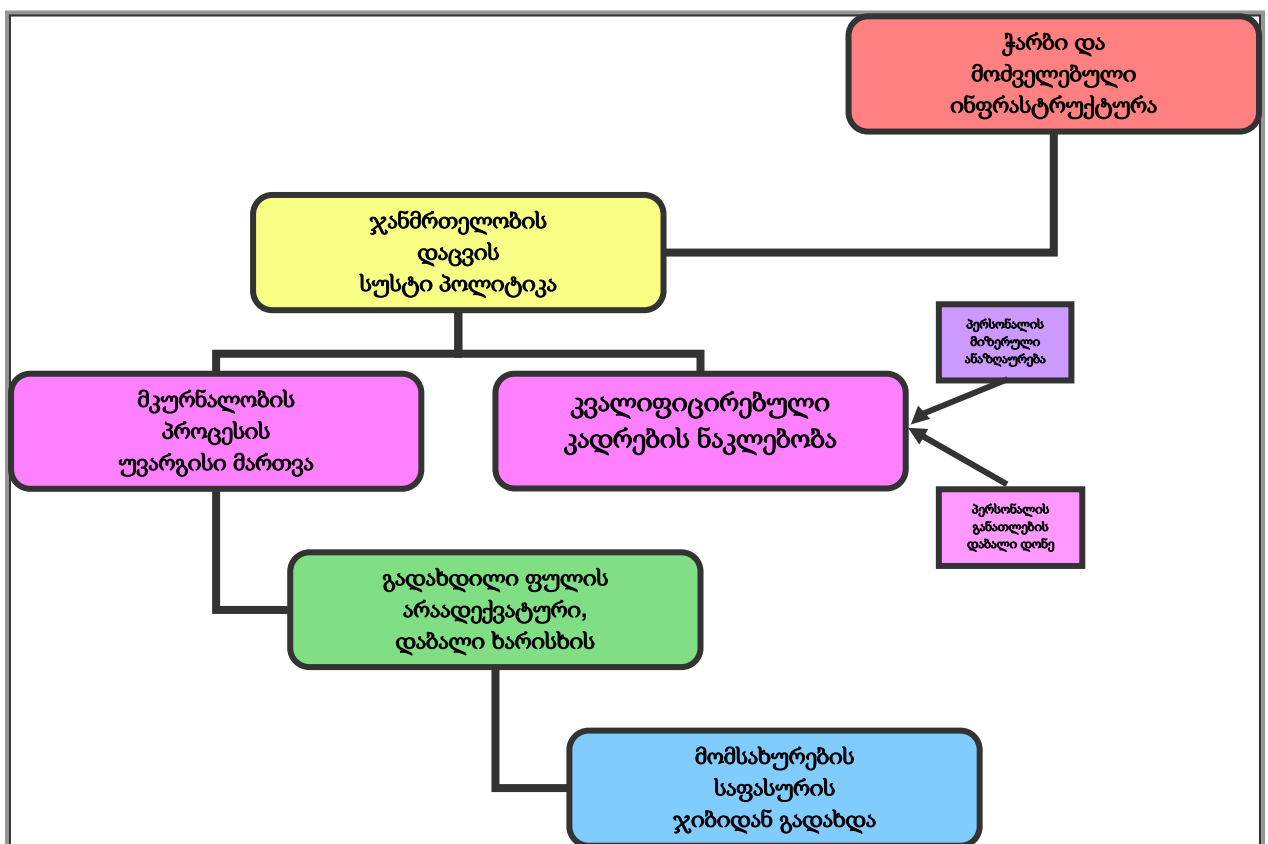 ჭარბი და
მოძველებული
ინფრასტრუქტურა
ჯანმრთელობის
დაცვის
სუსტი პოლიტიკა
პერსონალის
მიზერული
ანაზღაურება
მკურნალობის
პროცესის
უვარგისი მართვა
კვალიფიცირებული
კადრების ნაკლებობა
პერსონალის
განათლების
დაბალი დონე
გადახდილი ფულის
არაადექვატური,
დაბალი ხარისხის
მომსახურების
საფასურის
ჯიბიდან გადახდა